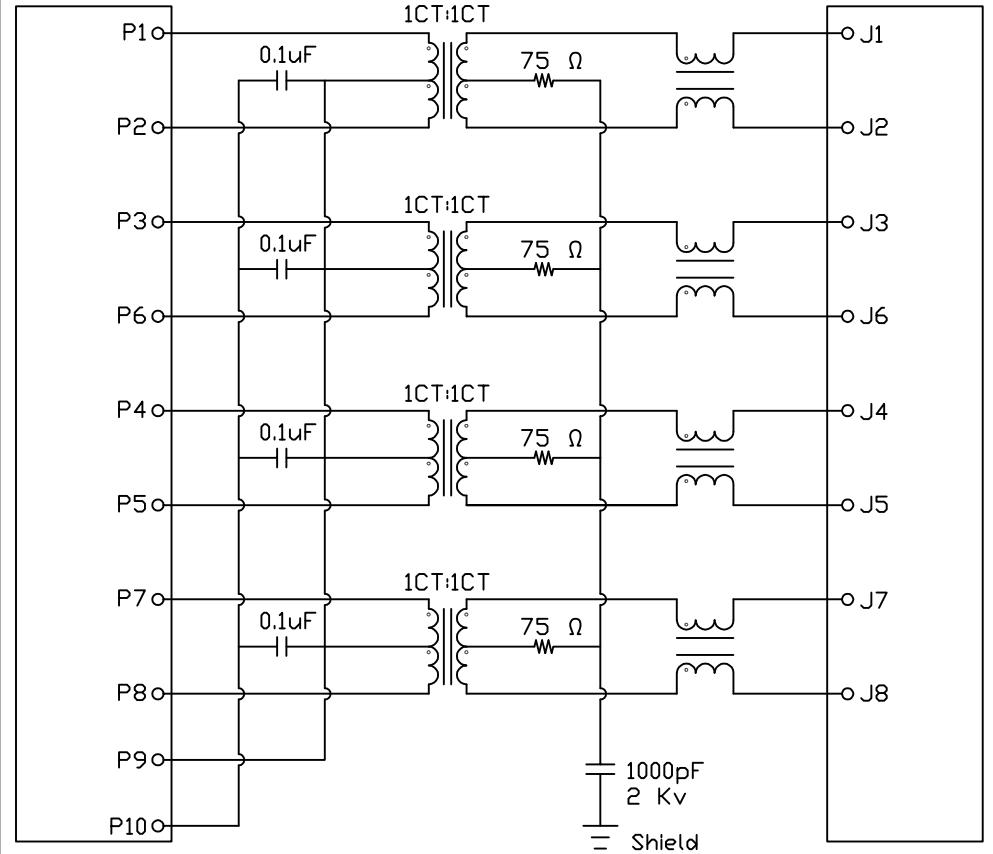 1CT:1CT
P1
J1
0.1uF
75 Ω
P2
J2
1CT:1CT
P3
J3
0.1uF
75 Ω
P6
J6
1CT:1CT
P4
J4
0.1uF
75 Ω
P5
J5
1CT:1CT
P7
J7
0.1uF
75 Ω
P8
J8
P9
1000pF
2 Kv
P10
Shield